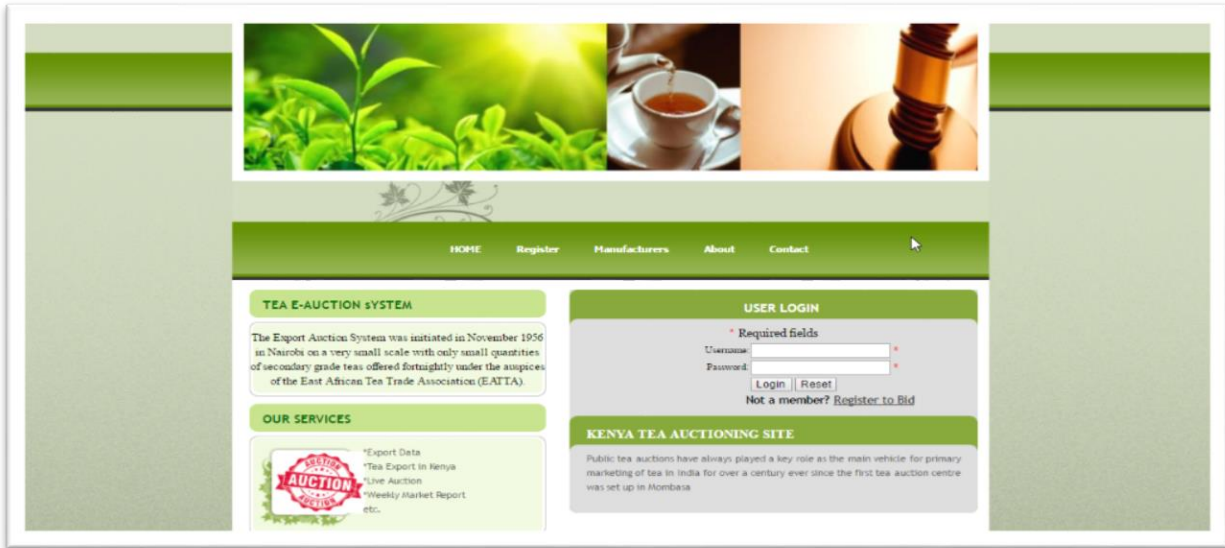 HOME Register Manufacturers About Contact
TEA E-AUCTION sYSTEM
The Export Auction System was initiated in November 1956
in Nairobi on a very small scale with only small quantities
of secondary grade teas offered fortnightly under the auspices
of the East African Tea Trade Association (EATTA).
OUR SERVICES
AUCTION
AUCTION
AUCTION
*Export Data
*Tea Export in Kenya
*Live Auction
*Weekly Market Report
etc.
USER LOGIN
* Required fields
Username: *
Password: *
Login Reset
Not a member? Register to Bid
KENYA TEA AUCTIONING SITE
Public tea auctions have always played a key role as the main vehicle for primary
marketing of tea in India for over a century ever since the first tea auction centre
was set up in Mombasa